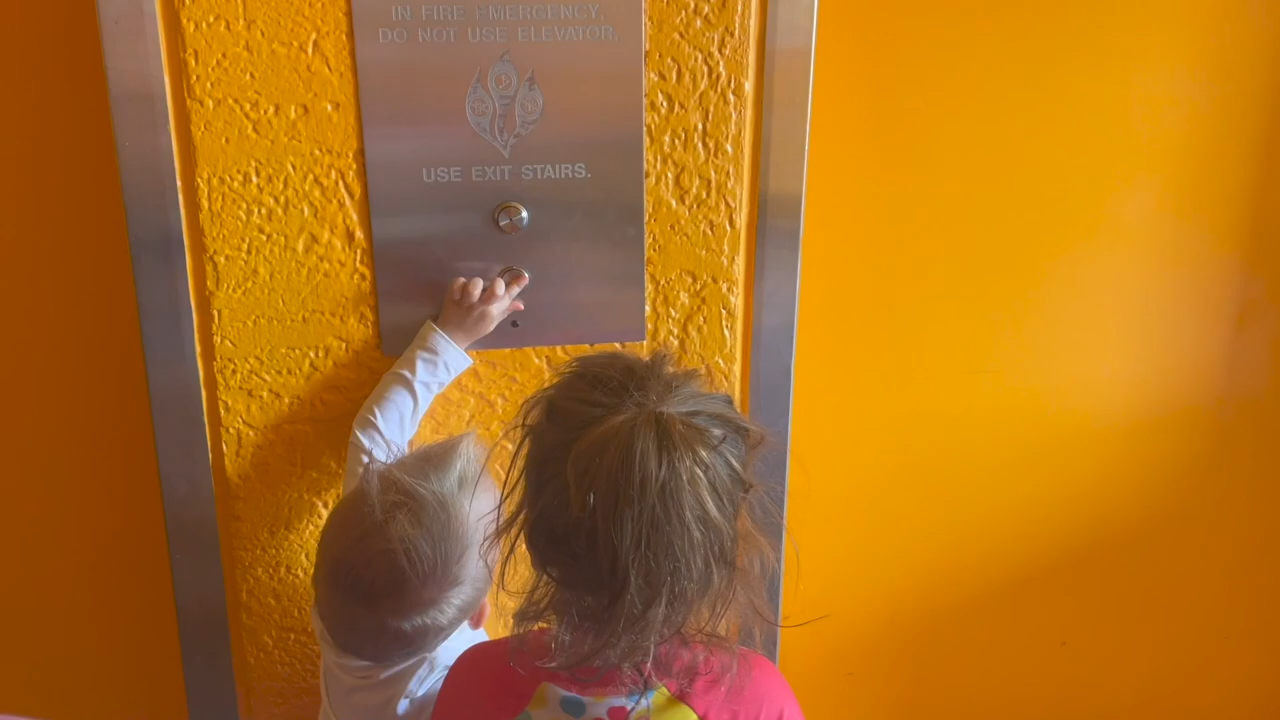 IN FIRE EMERGENCY,
DO NOT USE ELEVATOR.
USE EXIT STAIRS.